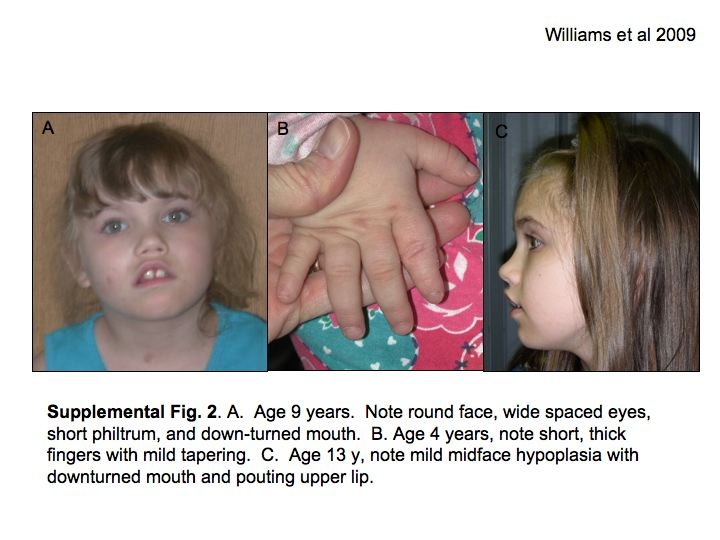 Williams et al 2009
A
B
C
Supplemental Fig. 2. A.  Age 9 years.  Note round face, wide spaced eyes,
short philtrum, and down-turned mouth.  B. Age 4 years, note short, thick
fingers with mild tapering.  C.  Age 13 y, note mild midface hypoplasia with
downturned mouth and pouting upper lip.